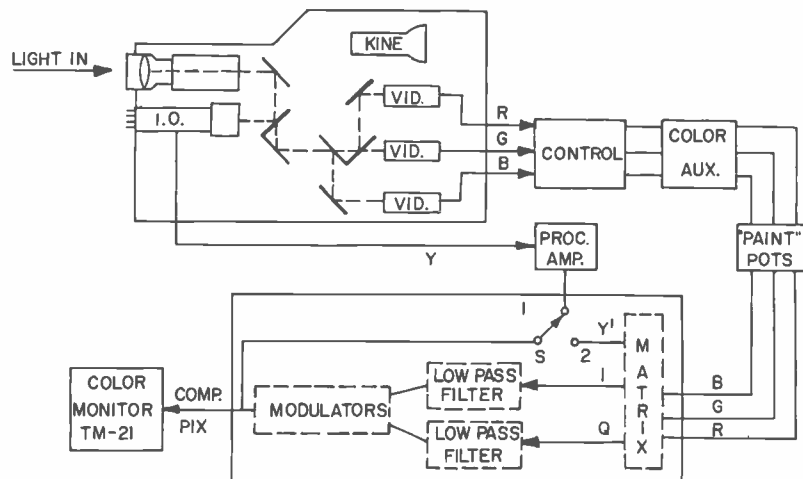 KINE
LIGHT IN
I.O.
VID.
R
G
VID.
B
VID.
CONTROL
COLOR
AUX.
Y
PROC.
AMP.
"PAINT"
POTS
1
S
2
Y'
M
A
T
R
I
X
LOW PASS
FILTER
I
B
COLOR
MONITOR
TM-21
COMP.
PIX
MODULATORS
G
LOW PASS
FILTER
Q
R